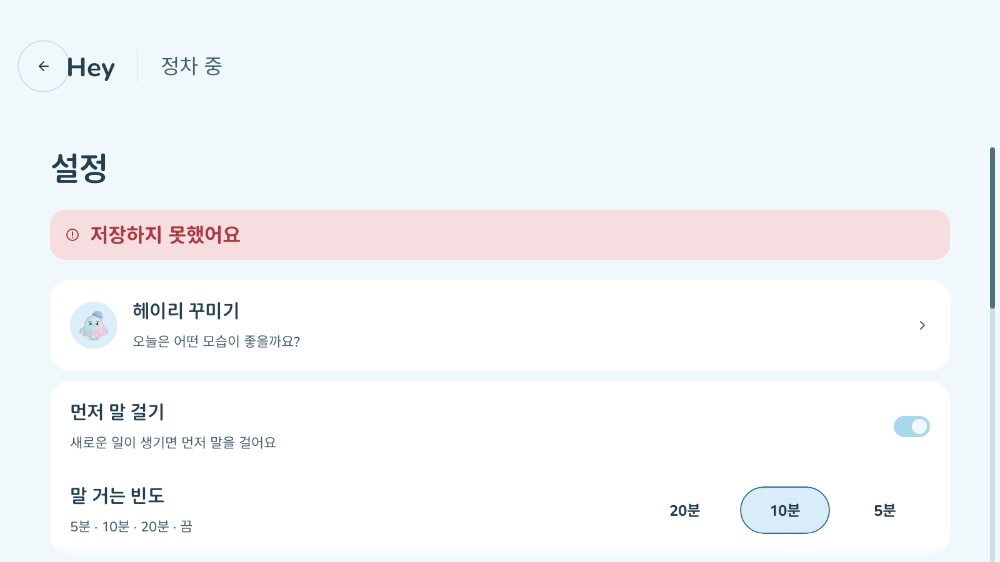 Hey
정차 중
설정
저장하지 못했어요
헤이리 꾸미기
오늘은 어떤 모습이 좋을까요?
먼저 말 걸기
새로운 일이 생기면 먼저 말을 걸어요
말 거는 빈도
5분 · 10분 · 20분 · 끔
20분
10분
5분